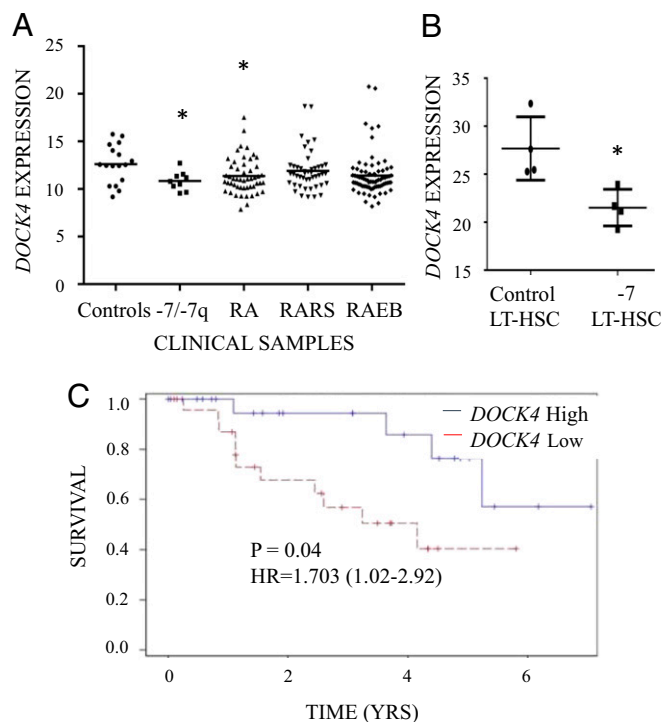 A
DOCK4 EXPRESSION
25
20
15
10
5
0
*
*
Controls -7/-7q RA RARS RAEB
CLINICAL SAMPLES
B
DOCK4 EXPRESSION
35
30
25
20
15
*
Control
LT-HSC
-7
LT-HSC
C
SURVIVAL
1.0
0.8
0.6
0.4
0.2
0.0
DOCK4 High
DOCK4 Low
P = 0.04
HR=1.703 (1.02-2.92)
0 2 4 6
TIME (YRS)